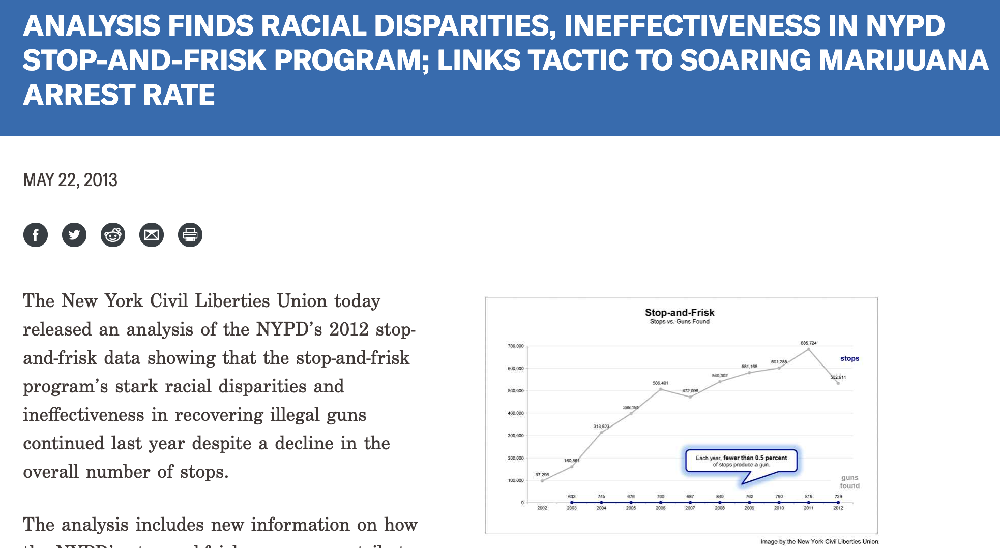 ANALYSIS FINDS RACIAL DISPARITIES, INEFFECTIVENESS IN NYPD
STOP-AND-FRISK PROGRAM; LINKS TACTIC TO SOARING MARIJUANA
ARREST RATE
MAY 22, 2013
The New York Civil Liberties Union today
released an analysis of the NYPD's 2012 stop-
and-frisk data showing that the stop-and-frisk
program's stark racial disparities and
ineffectiveness in recovering illegal guns
continued last year despite a decline in the
overall number of stops.
The analysis includes new information on how
Stop-and-Frisk
Stops vs. Guns Found
700,000
600,000
500,000
400,000
300,000
200,000
100,000
0
97,296
160,851
313,523
398,191
506,491
472,096
540,302
581,168
601,285
685,724
532,911
stops
Each year, fewer than 0.5 percent
of stops produce a gun.
guns
found
633 745 676 700 687 840 762 790 819 729
2002 2003 2004 2005 2006 2007 2008 2009 2010 2011 2012
Image by the New York Civil Liberties Union.